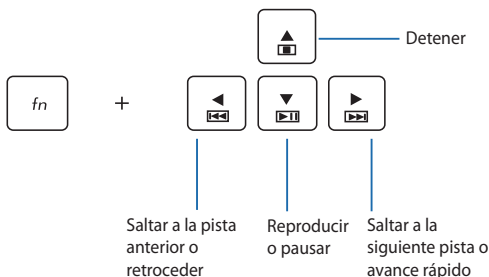 Detener
fn +
Saltar a la pista
anterior o
retroceder
Reproducir
o pausar
Saltar a la
siguiente pista o
avance rápido